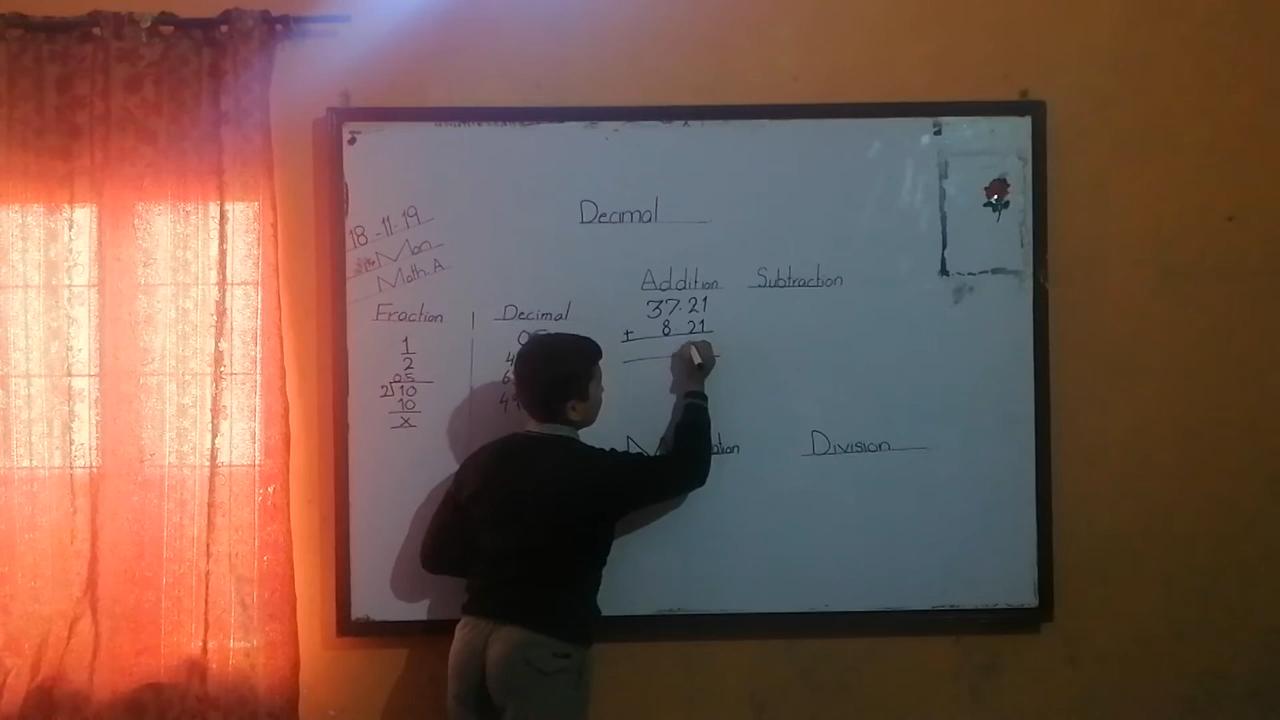 18-11-19
Mon
Math. A
Decimal
Fraction | Decimal
1
2
05
2 10
10
x
Addition
37.21
+ 8 21
Subtraction
Division